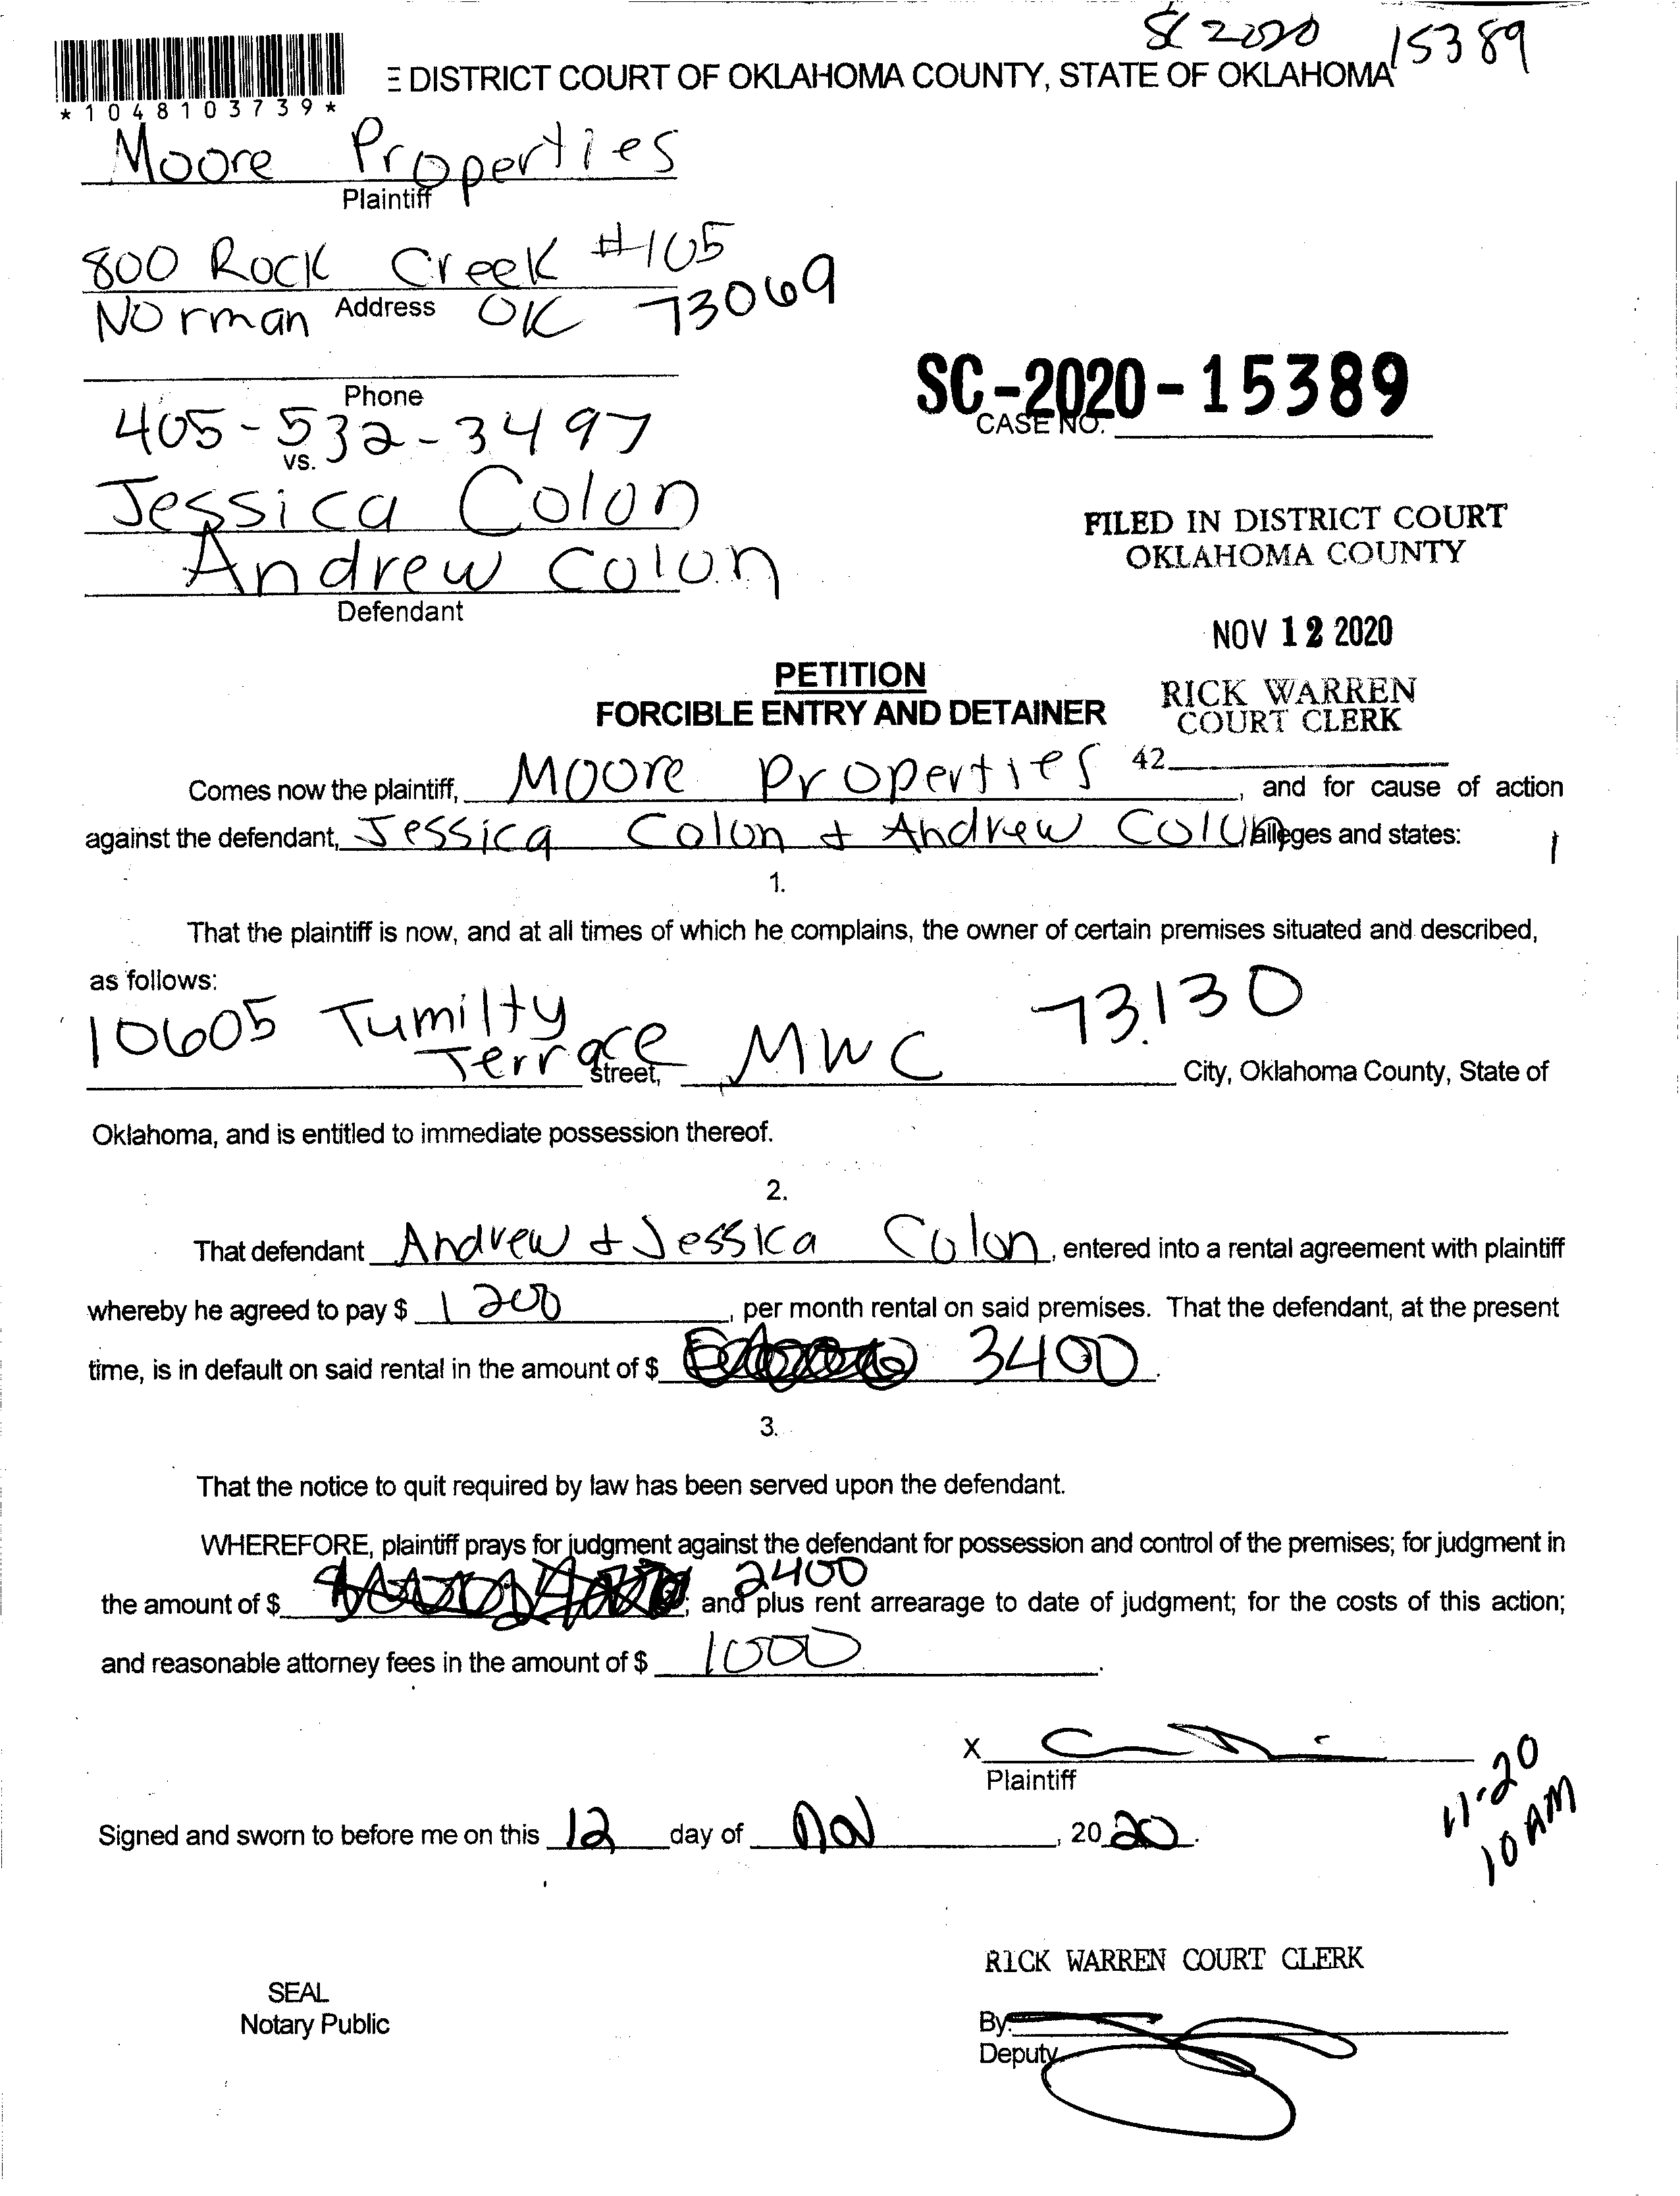 SC 2020 15389
E DISTRICT COURT OF OKLAHOMA COUNTY, STATE OF OKLAHOMA
*1048103739*
Moore Properties
Plaintiff
800 Rock Creek #105
Address
Norman OK 73069
Phone
405-532-3497
SC-2020-15389
CASE NO.
vs.
Jessica Colon
Andrew Colon
Defendant
FILED IN DISTRICT COURT
OKLAHOMA COUNTY
NOV 12 2020
RICK WARREN
COURT CLERK
42
PETITION
FORCIBLE ENTRY AND DETAINER
Comes now the plaintiff, Moore Properties, and for cause of action
against the defendant, Jessica Colon + Andrew Colon alleges and states:
1.
That the plaintiff is now, and at all times of which he complains, the owner of certain premises situated and described,
as follows:
10605 Tumilty Terrace street, MWC 73130 City, Oklahoma County, State of
Oklahoma, and is entitled to immediate possession thereof.
2.
That defendant Andrew + Jessica Colon, entered into a rental agreement with plaintiff
whereby he agreed to pay $ 1200, per month rental on said premises. That the defendant, at the present
time, is in default on said rental in the amount of $ 3400.
3.
That the notice to quit required by law has been served upon the defendant.
WHEREFORE, plaintiff prays for judgment against the defendant for possession and control of the premises; for judgment in
the amount of $ 2400; and plus rent arrearage to date of judgment; for the costs of this action;
and reasonable attorney fees in the amount of $ 1000.
X
Plaintiff
11-20
10 AM
Signed and sworn to before me on this 12 day of Nov, 2020.
RICK WARREN COURT CLERK
SEAL
Notary Public
By:
Deputy